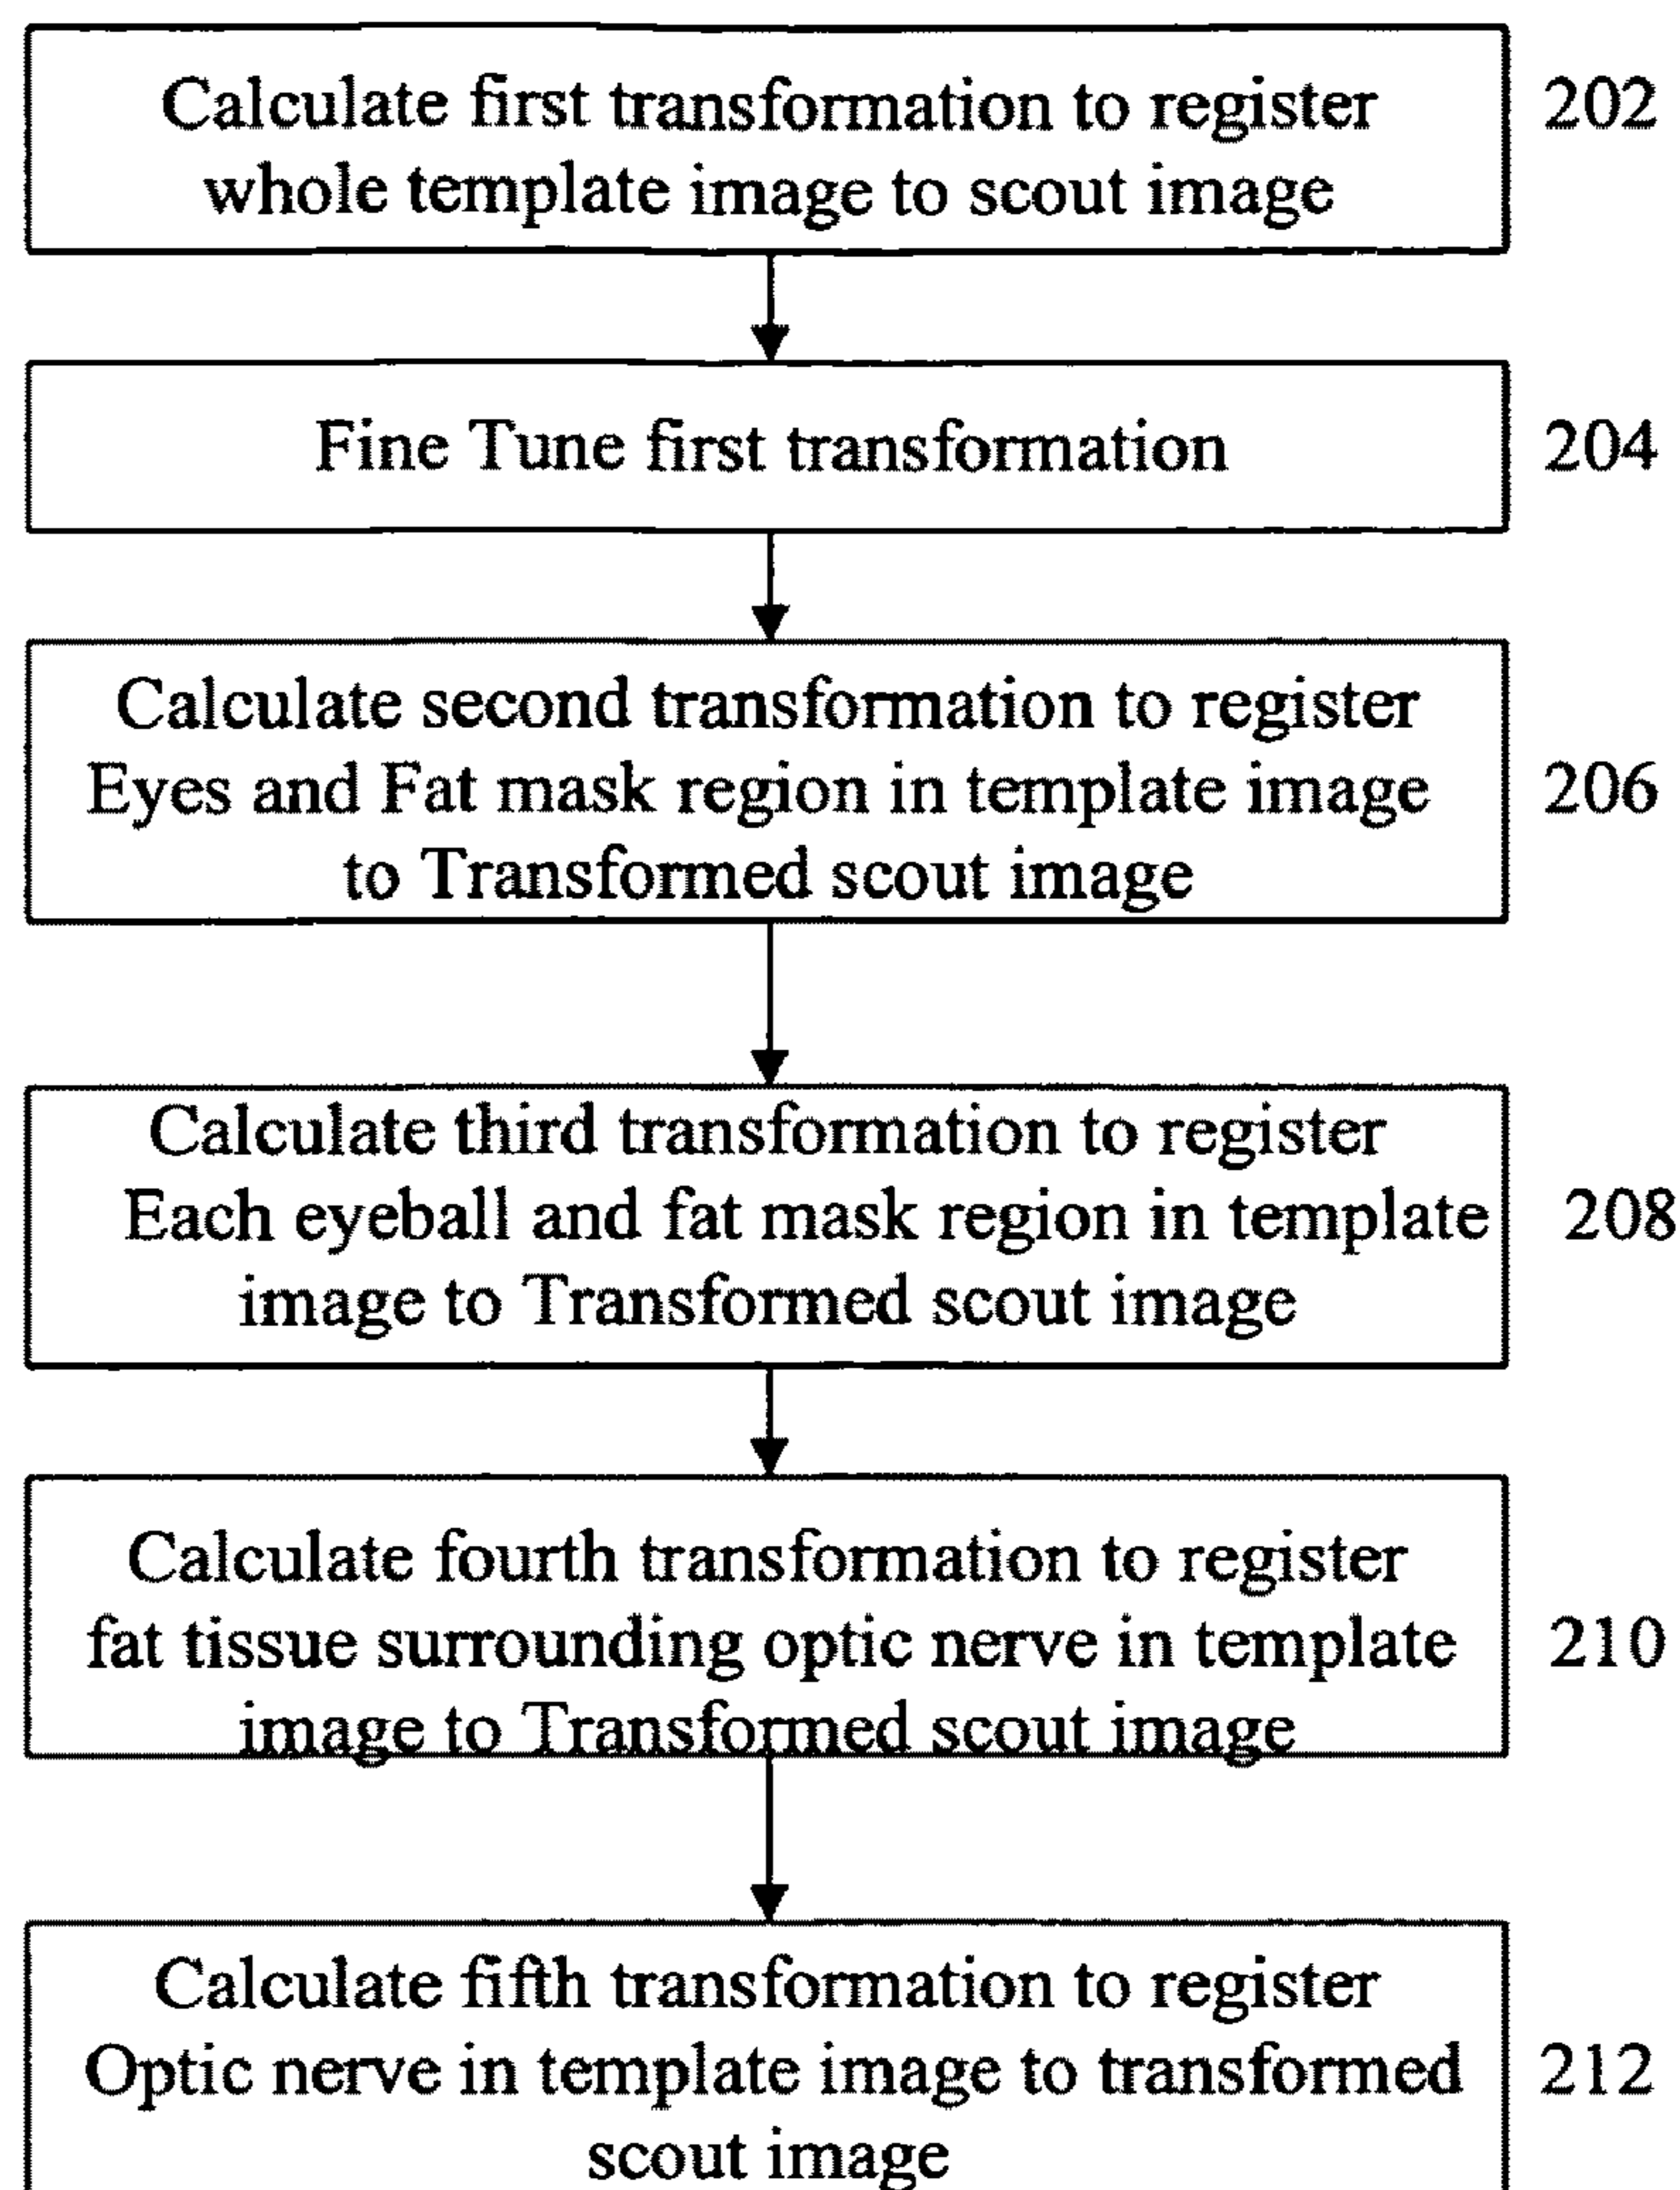 Calculate first transformation to register
whole template image to scout image
202
Fine Tune first transformation
204
Calculate second transformation to register
Eyes and Fat mask region in template image
to Transformed scout image
206
Calculate third transformation to register
Each eyeball and fat mask region in template
image to Transformed scout image
208
Calculate fourth transformation to register
fat tissue surrounding optic nerve in template
image to Transformed scout image
210
Calculate fifth transformation to register
Optic nerve in template image to transformed
scout image
212